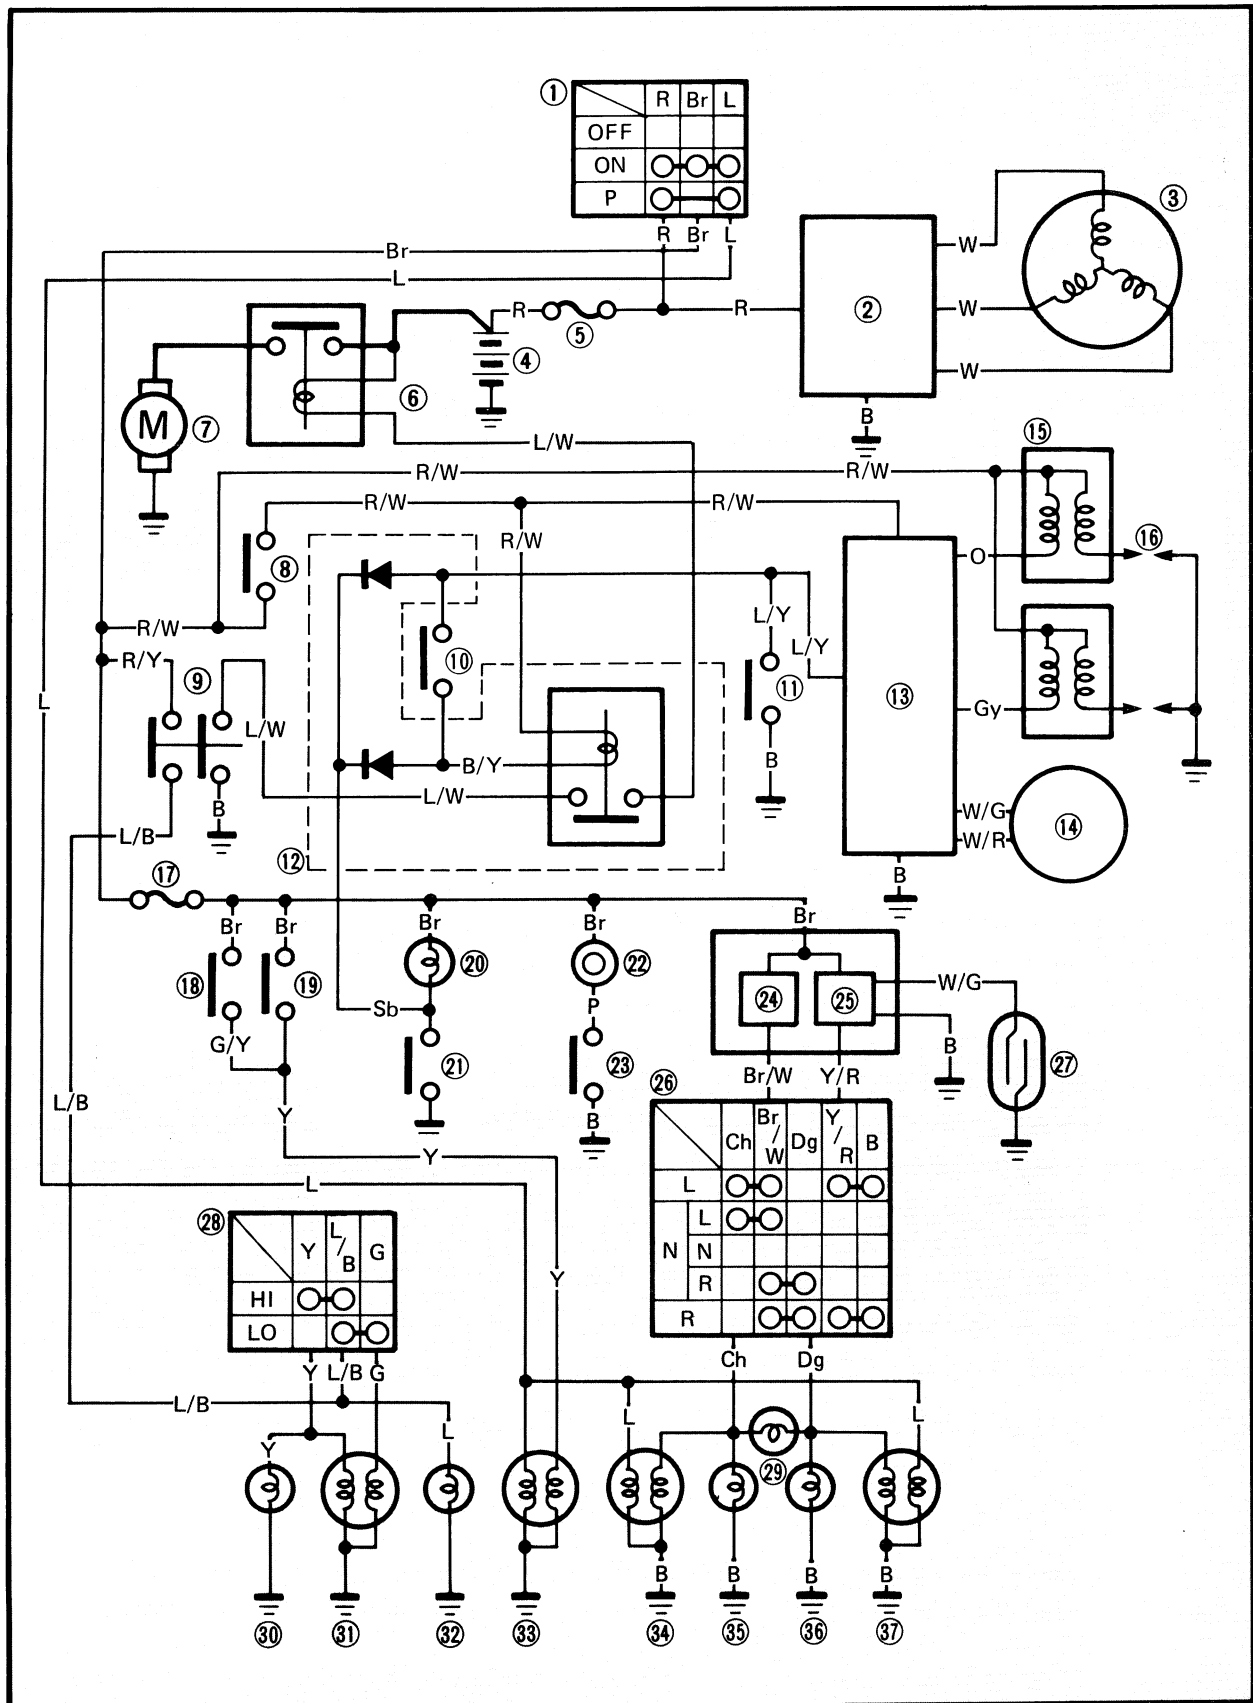 ① R Br L
OFF
ON
P
R Br L
③
Br
W
L
②
R
⑤
R
W
④
⑥
W
M
⑦
B
L/W
⑮
R/W
R/W
R/W
R/W
R/W
⑯
O
⑧
L/Y
R/W
L/Y
R/Y
⑩
⑨
⑪
⑬
L
L/W
Gy
B/Y
B
L/W
B
W/G
⑭
L/B
W/R
⑫
⑰
B
Br
Br
Br
Br
Br
⑳
㉒
W/G
⑱
⑲
㉔
㉕
Sb
P
G/Y
B
㉑
㉓
㉗
Br/W
Y/R
㉖
L/B
Y
B
Ch Br/W Dg Y/R B
Y
L
L
㉘
Y L/B G
N L
N
R
Y
HI
LO
R
Y L/B G
Ch
Dg
L/B
L
L
L
Y
㉙
B
B
B
B
㉚
㉛
㉜
㉝
㉞
㉟
㊱
㊲